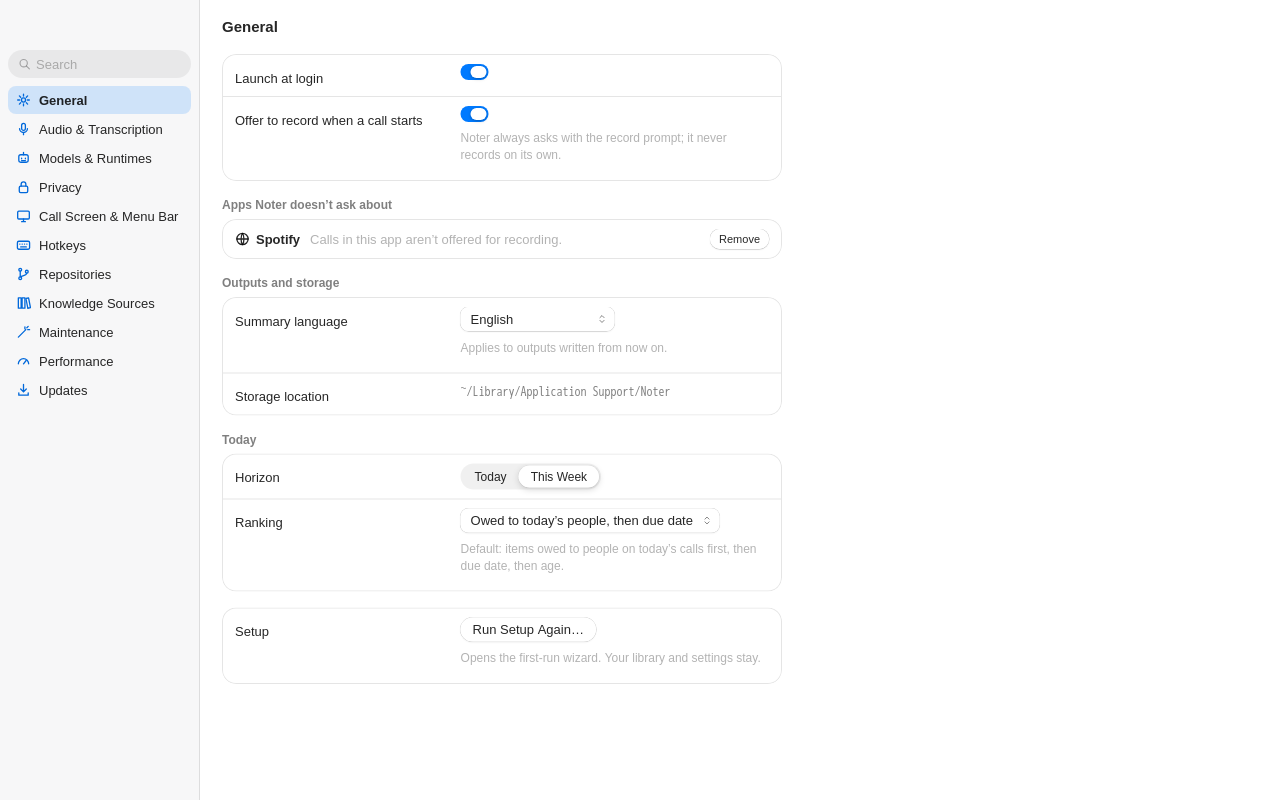 General
Search
General
Audio & Transcription
Models & Runtimes
Privacy
Call Screen & Menu Bar
Hotkeys
Repositories
Knowledge Sources
Maintenance
Performance
Updates
Launch at login
Offer to record when a call starts
Noter always asks with the record prompt; it never
records on its own.
Apps Noter doesn’t ask about
Spotify Calls in this app aren’t offered for recording. Remove
Outputs and storage
Summary language English
Applies to outputs written from now on.
Storage location ~/Library/Application Support/Noter
Today
Horizon Today This Week
Ranking Owed to today’s people, then due date
Default: items owed to people on today’s calls first, then
due date, then age.
Setup Run Setup Again…
Opens the first-run wizard. Your library and settings stay.